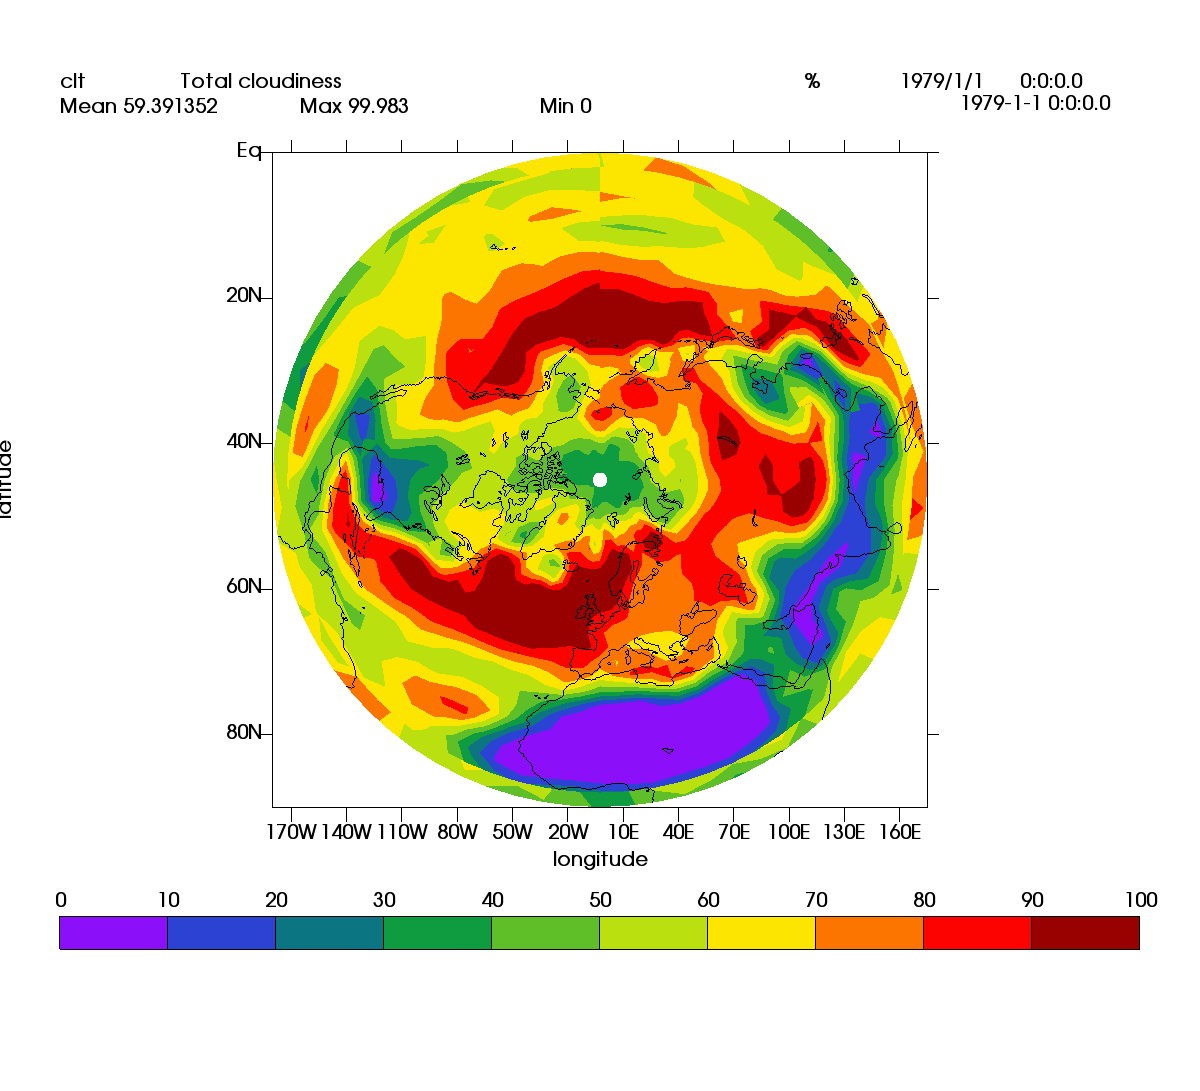 clt Total cloudiness % 1979/1/1 0:0:0.0
Mean 59.391352 Max 99.983 Min 0 1979-1-1 0:0:0.0
Eq
20N
40N
60N
80N
latitude
170W 140W 110W 80W 50W 20W 10E 40E 70E 100E 130E 160E
longitude
0 10 20 30 40 50 60 70 80 90 100